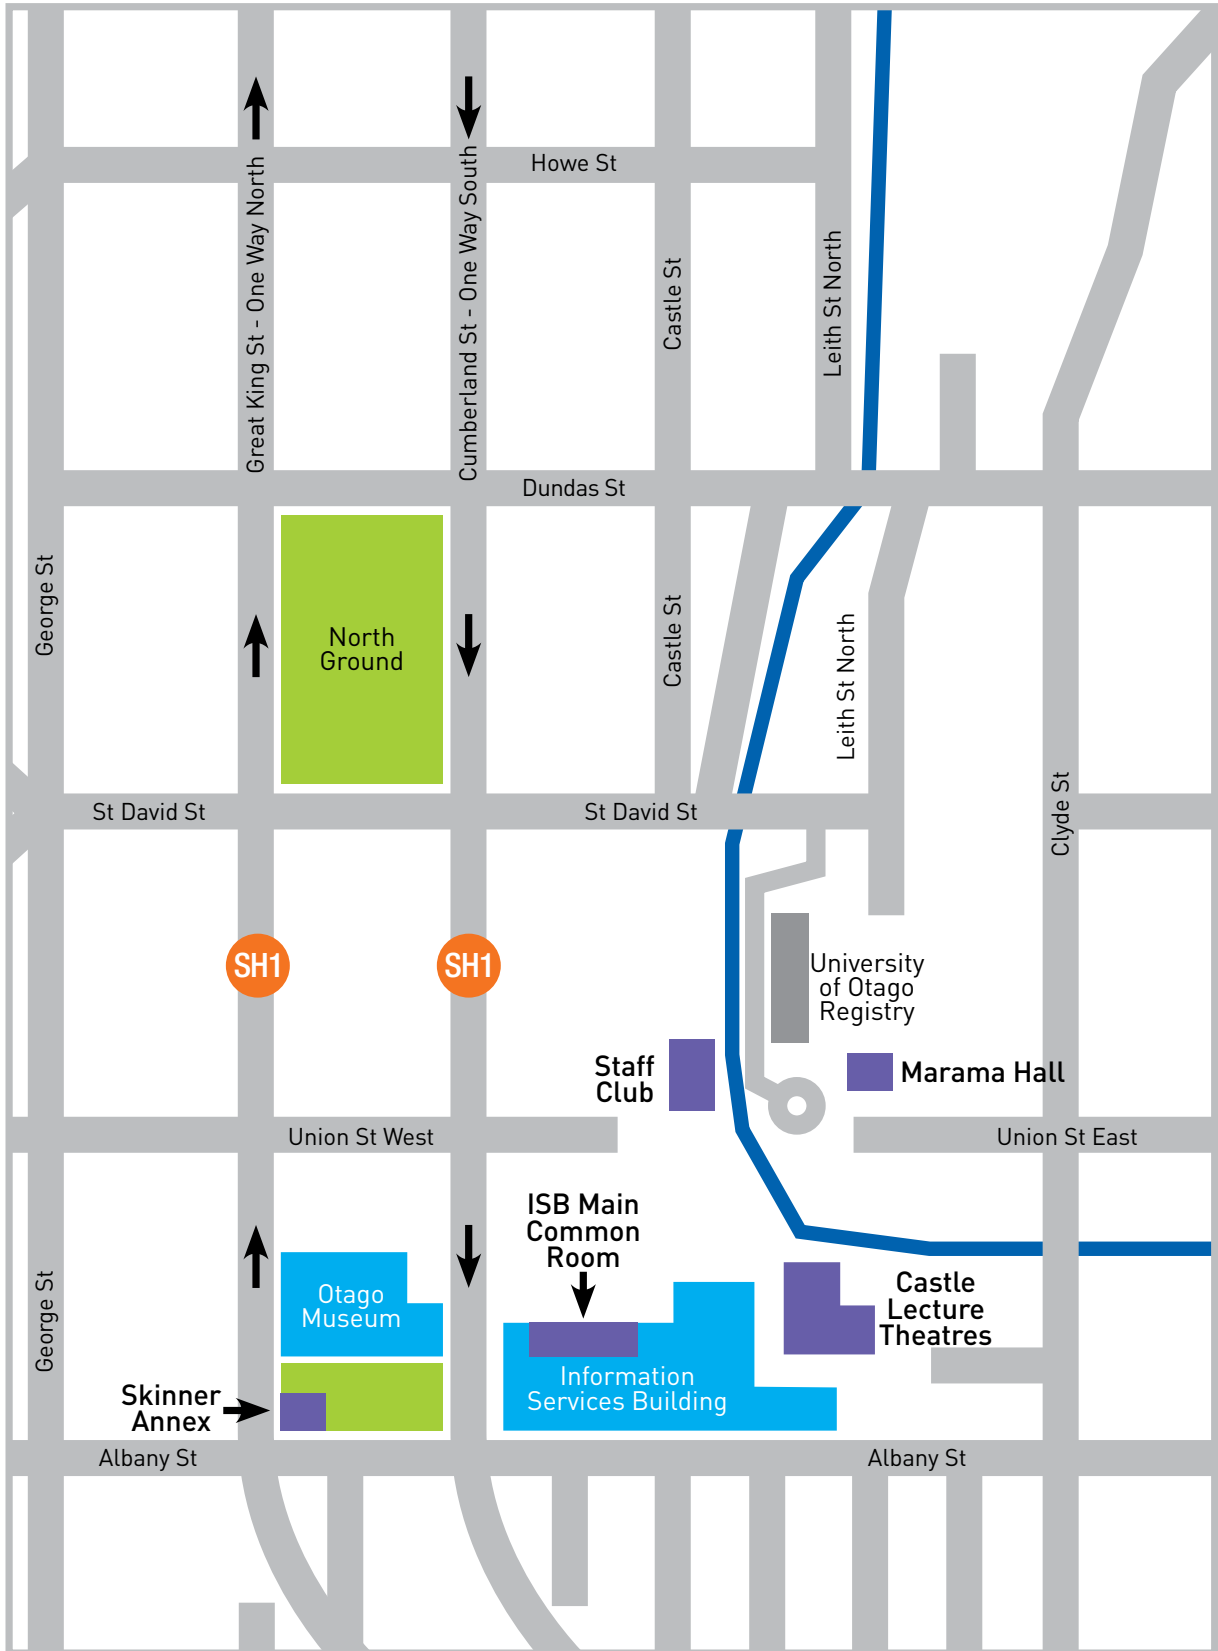 Howe St
Great King St - One Way North
Cumberland St - One Way South
Castle St
Leith St North
Dundas St
George St
North
Ground
Castle St
Leith St North
St David St
St David St
Clyde St
SH1
SH1
University
of Otago
Registry
Staff
Club
Marama Hall
Union St West
Union St East
ISB Main
Common
Room
George St
Otago
Museum
Castle
Lecture
Theatres
Information
Services Building
Skinner
Annex
Albany St
Albany St